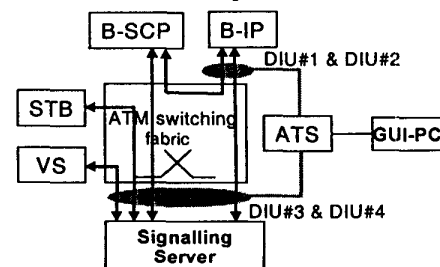 B-SCP
B-IP
DIU#1 & DIU#2
STB
ATM switching
fabric
ATS
GUI-PC
VS
DIU#3 & DIU#4
Signalling
Server